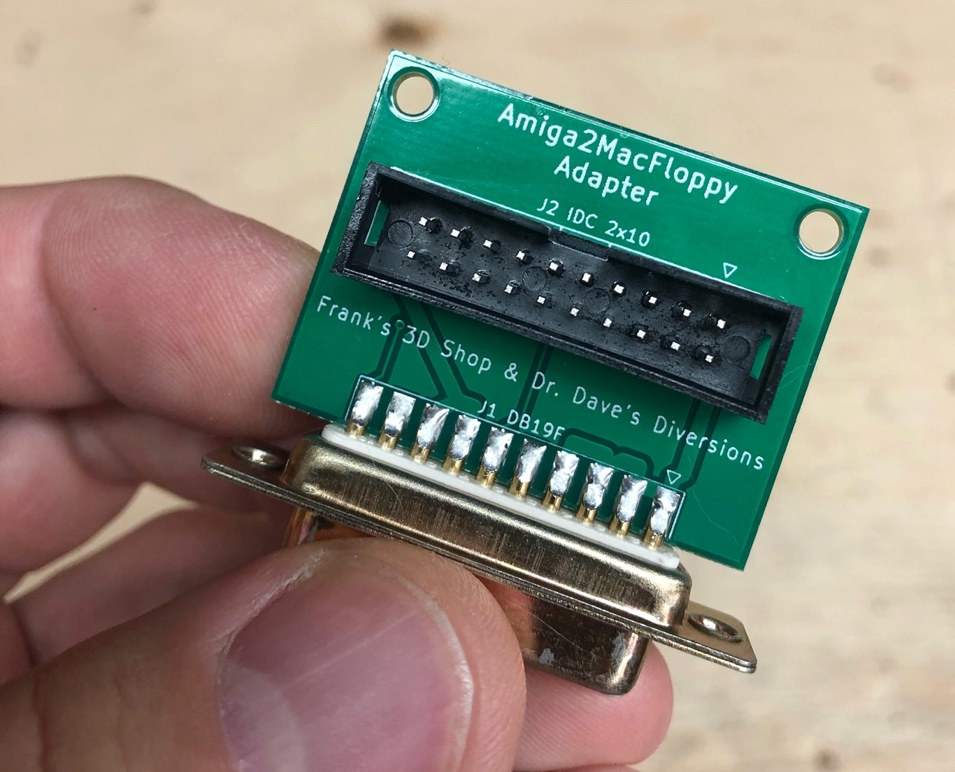 Amiga2MacFloppy
Adapter
J2 IDC 2x10
Frank's 3D Shop & Dr. Dave's Diversions
J1 DB19F